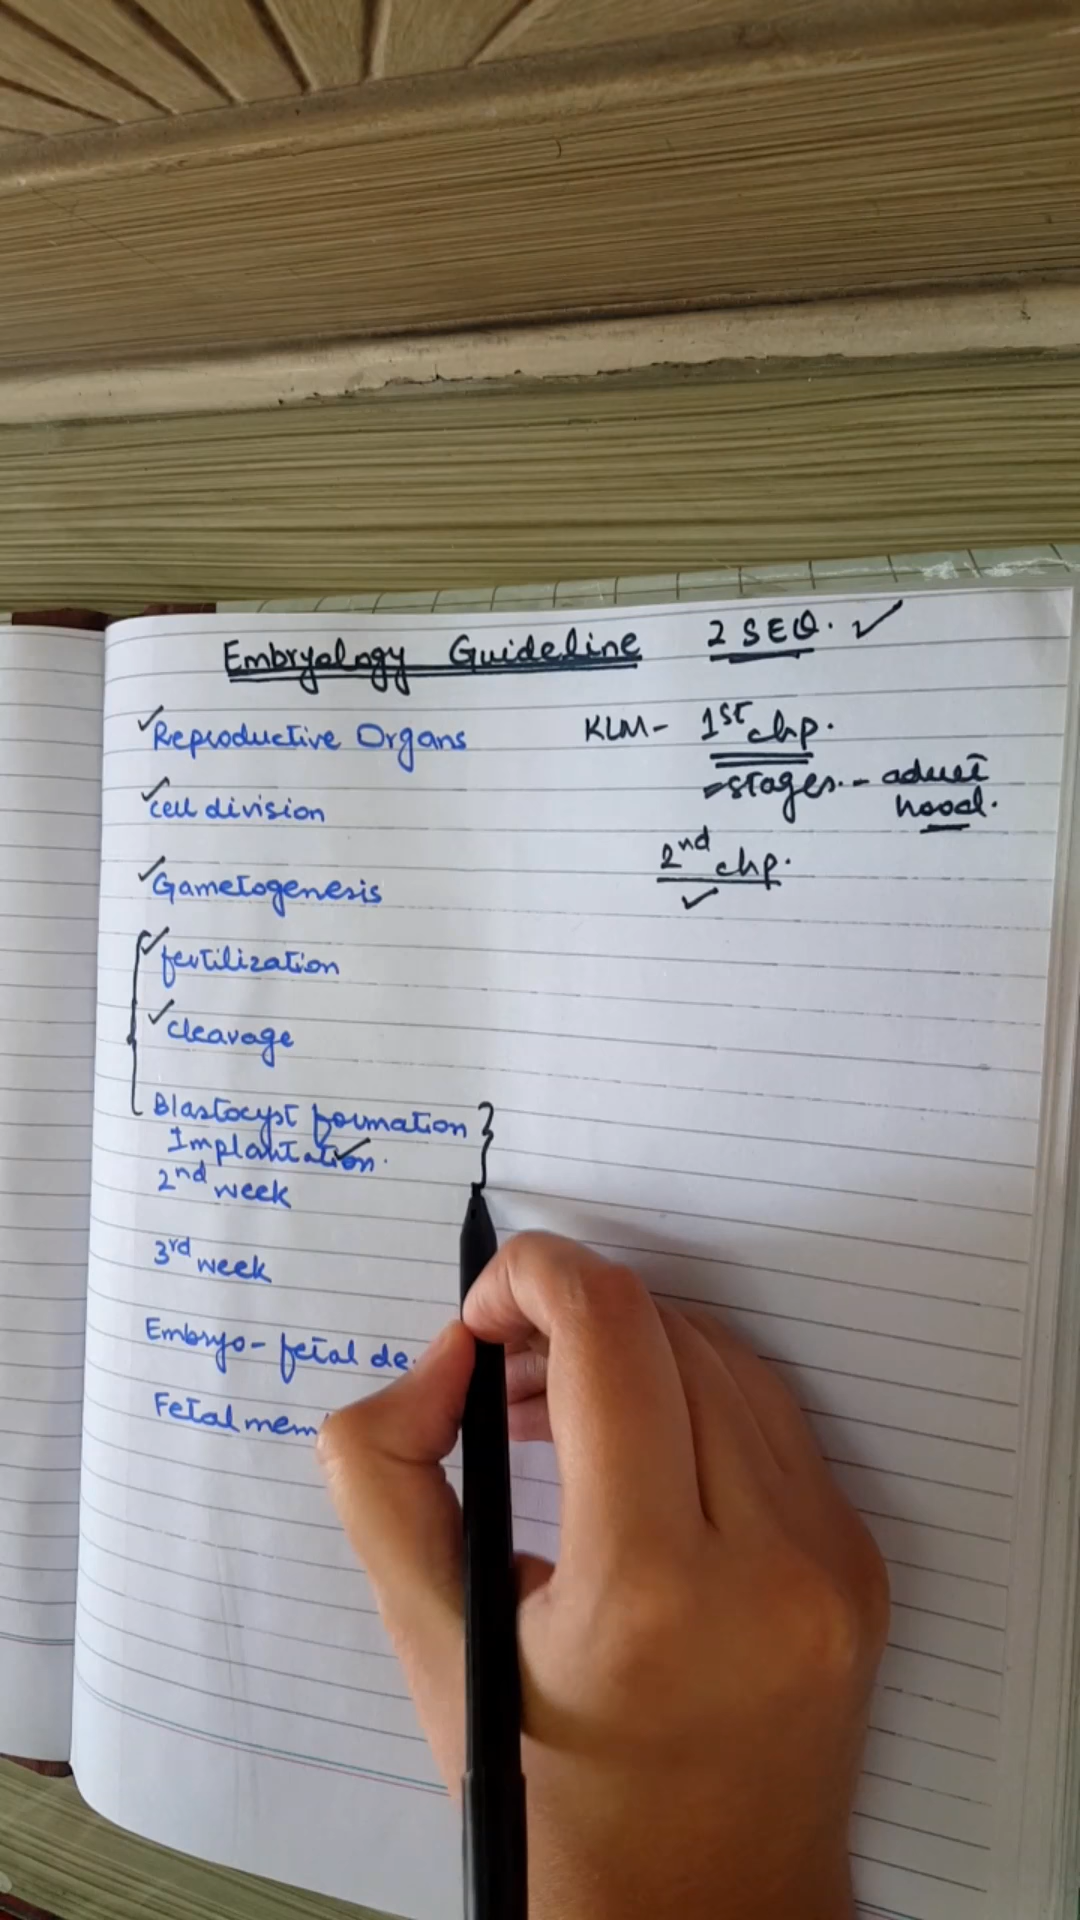 Embryology Guideline 2 SEQ.
Reproductive Organs
KLM- 1st chp.
=stages. - adult
hood.
cell division
2nd chp.
Gametogenesis
fertilization
cleavage
Blastocyst formation
Implantation.
2nd week
3rd week
Embryo-fetal de
Fetal mem